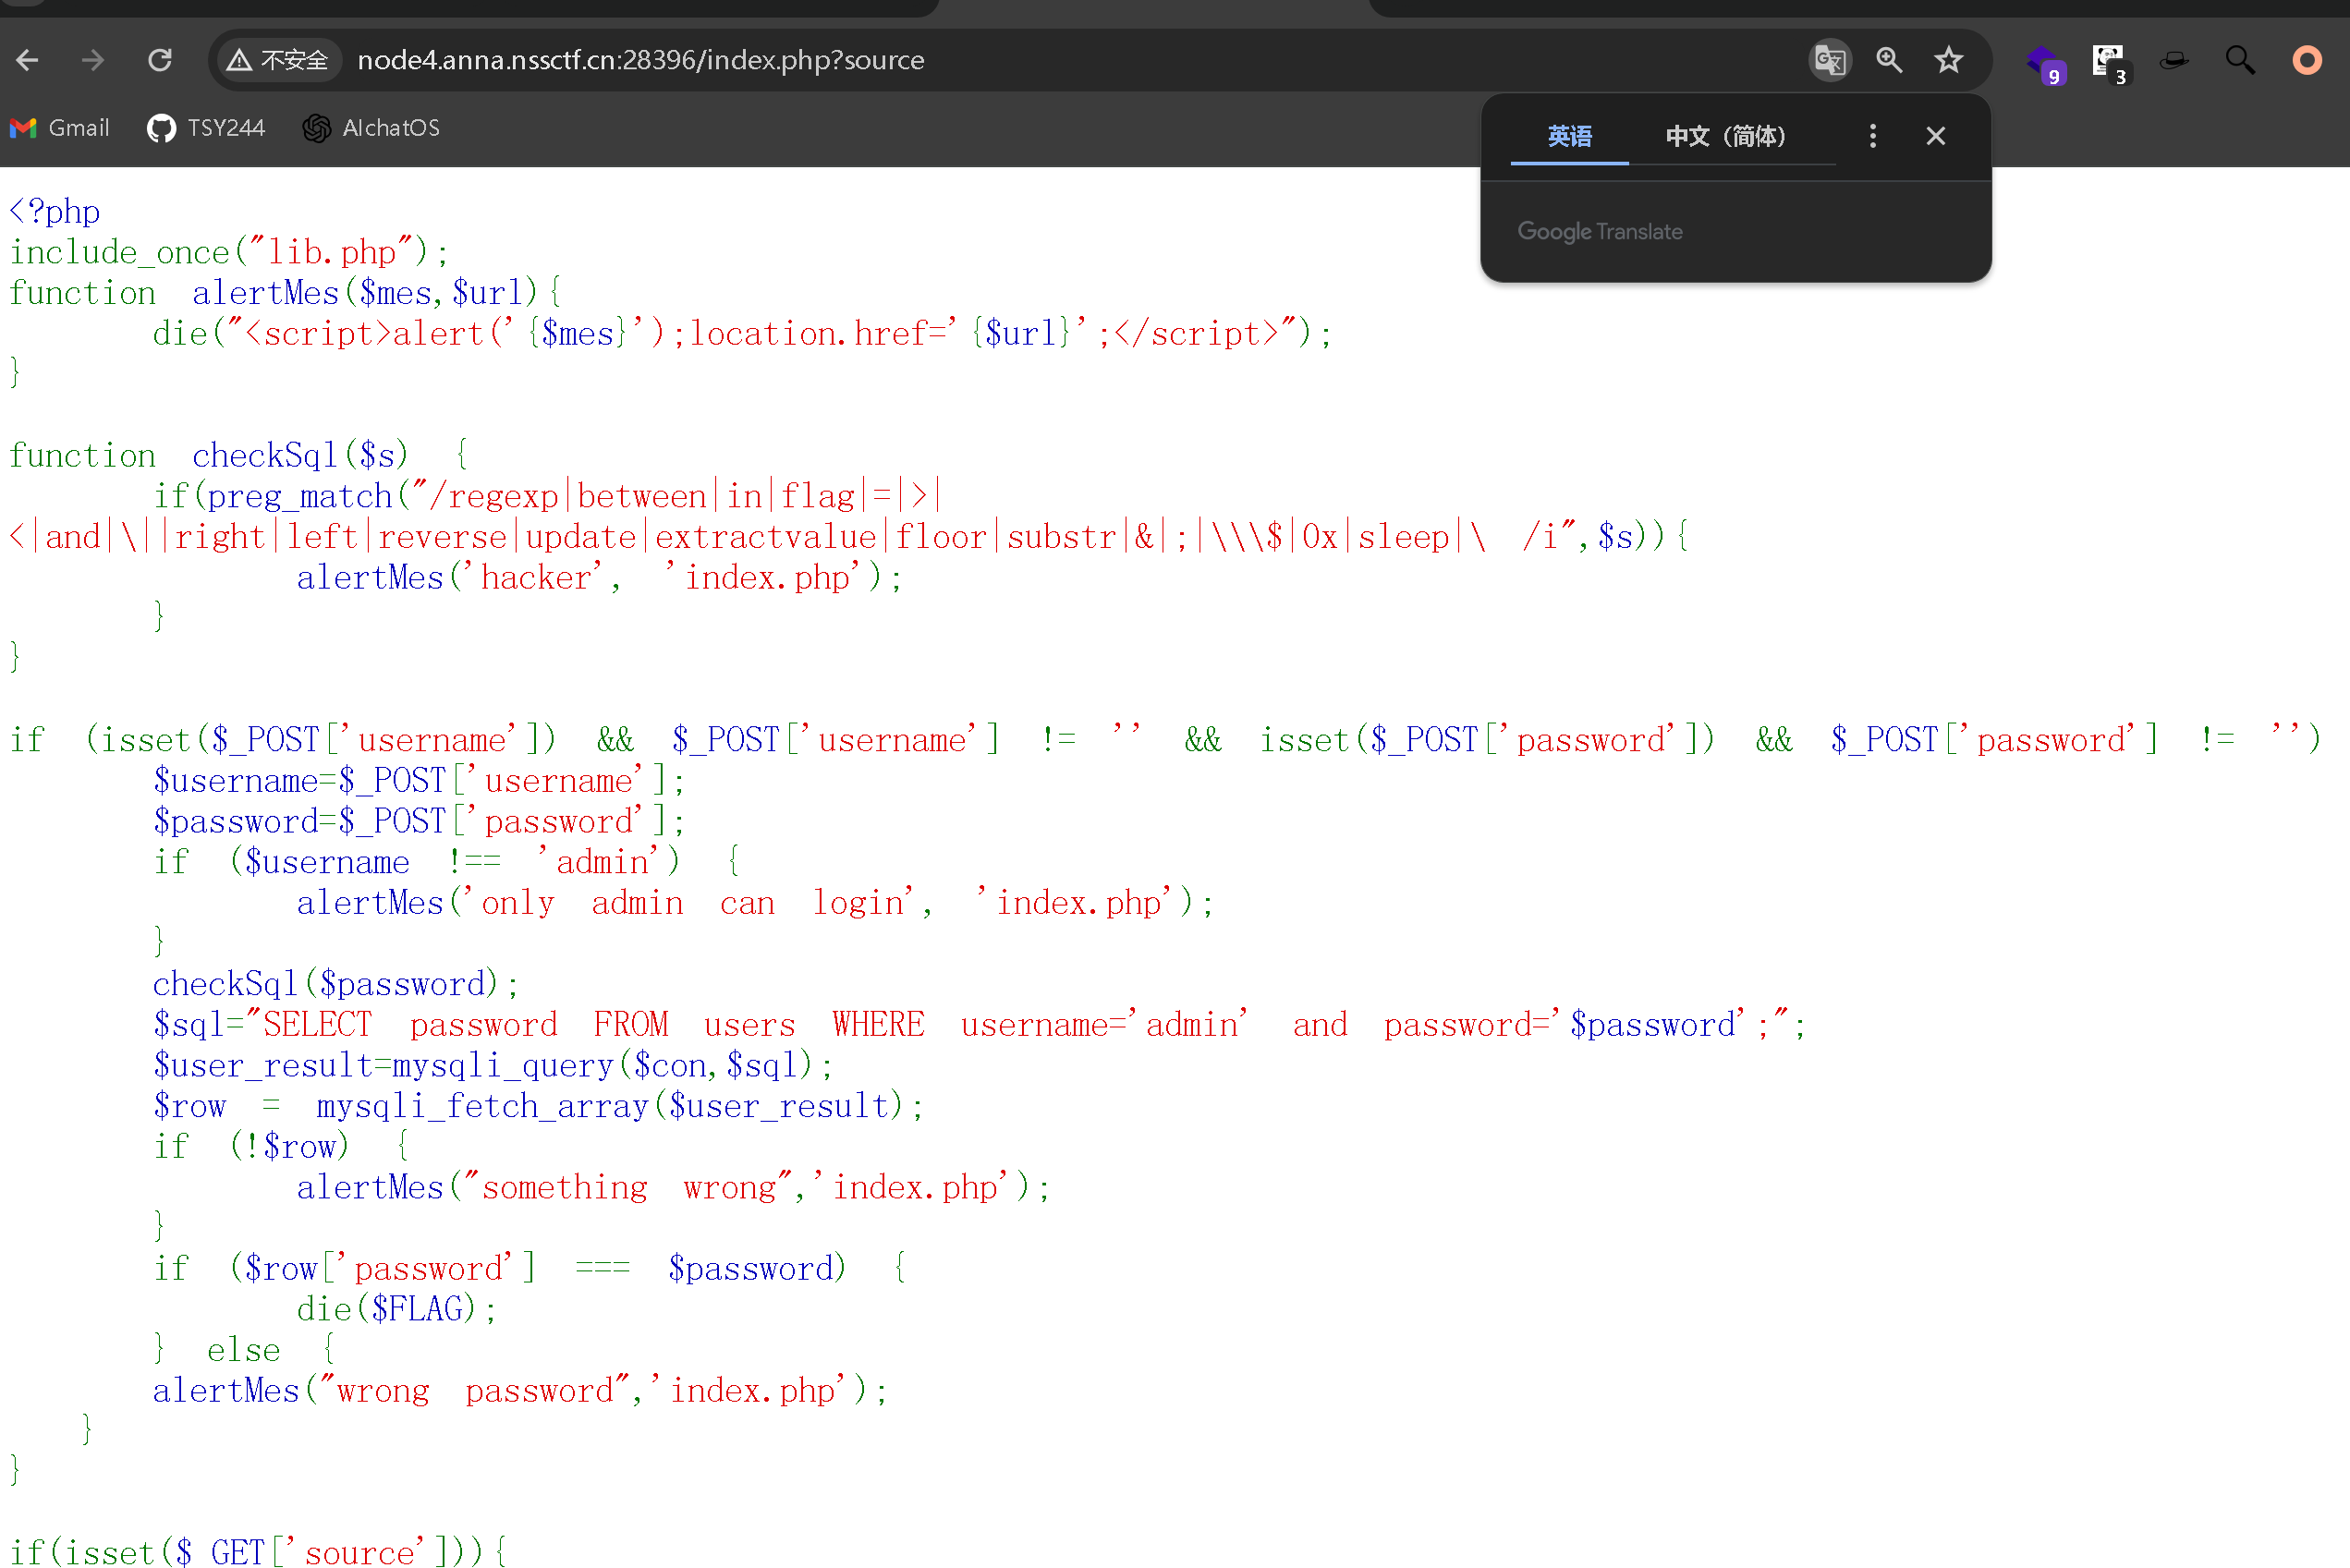 不安全 node4.anna.nssctf.cn:28396/index.php?source 9 3
Gmail TSY244 AIchatOS
英语 中文（简体）
Google Translate
<?php
include_once("lib.php");
function alertMes($mes,$url){
die("<script>alert('{$mes}');location.href='{$url}';</script>");
}
function checkSql($s) {
if(preg_match("/regexp|between|in|flag|=|>|
<|and|\||right|left|reverse|update|extractvalue|floor|substr|&|;|\\\$|0x|sleep|\ /i",$s)){
alertMes('hacker', 'index.php');
}
}
if (isset($_POST['username']) && $_POST['username'] != '' && isset($_POST['password']) && $_POST['password'] != '')
$username=$_POST['username'];
$password=$_POST['password'];
if ($username !== 'admin') {
alertMes('only admin can login', 'index.php');
}
checkSql($password);
$sql="SELECT password FROM users WHERE username='admin' and password='$password';";
$user_result=mysqli_query($con,$sql);
$row = mysqli_fetch_array($user_result);
if (!$row) {
alertMes("something wrong",'index.php');
}
if ($row['password'] === $password) {
die($FLAG);
} else {
alertMes("wrong password",'index.php');
}
}
if(isset($_GET['source'])){